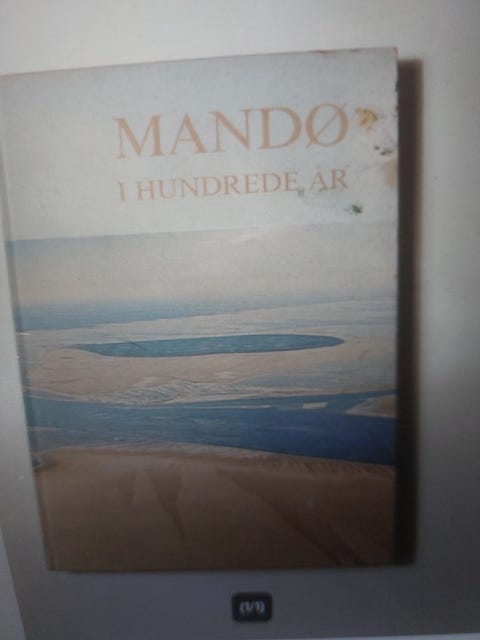 MANDØ
I HUNDREDE ÅR
(1/1)